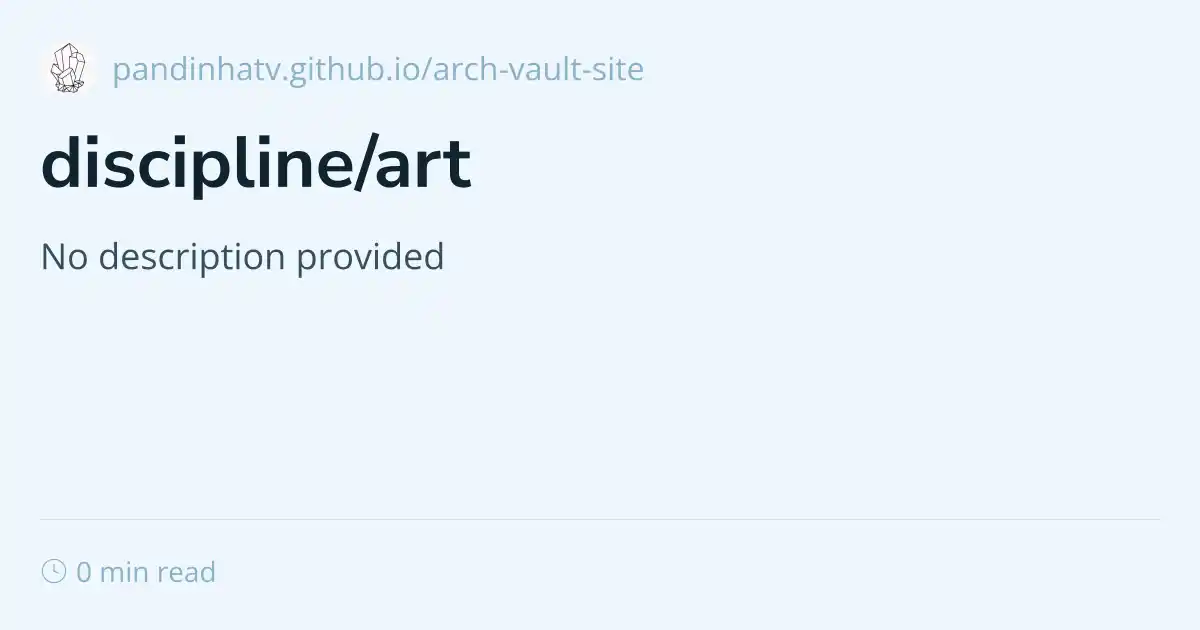 pandinhatv.github.io/arch-vault-site
discipline/art
No description provided
0 min read